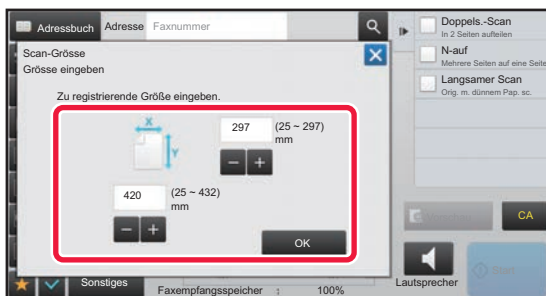 Adressbuch Adresse Faxnummer
Scan-Grösse
Grösse eingeben
Zu registrierende Größe eingeben.
X
Y
297 (25 ~ 297)
mm
420 (25 ~ 432)
mm
OK
Sonstiges
Faxempfangsspeicher : 100%
Doppels.-Scan
In 2 Seiten aufteilen
N-auf
Mehrere Seiten auf eine Seite
Langsamer Scan
Orig. m. dünnem Pap. sc.
CA
Lautsprecher
Start